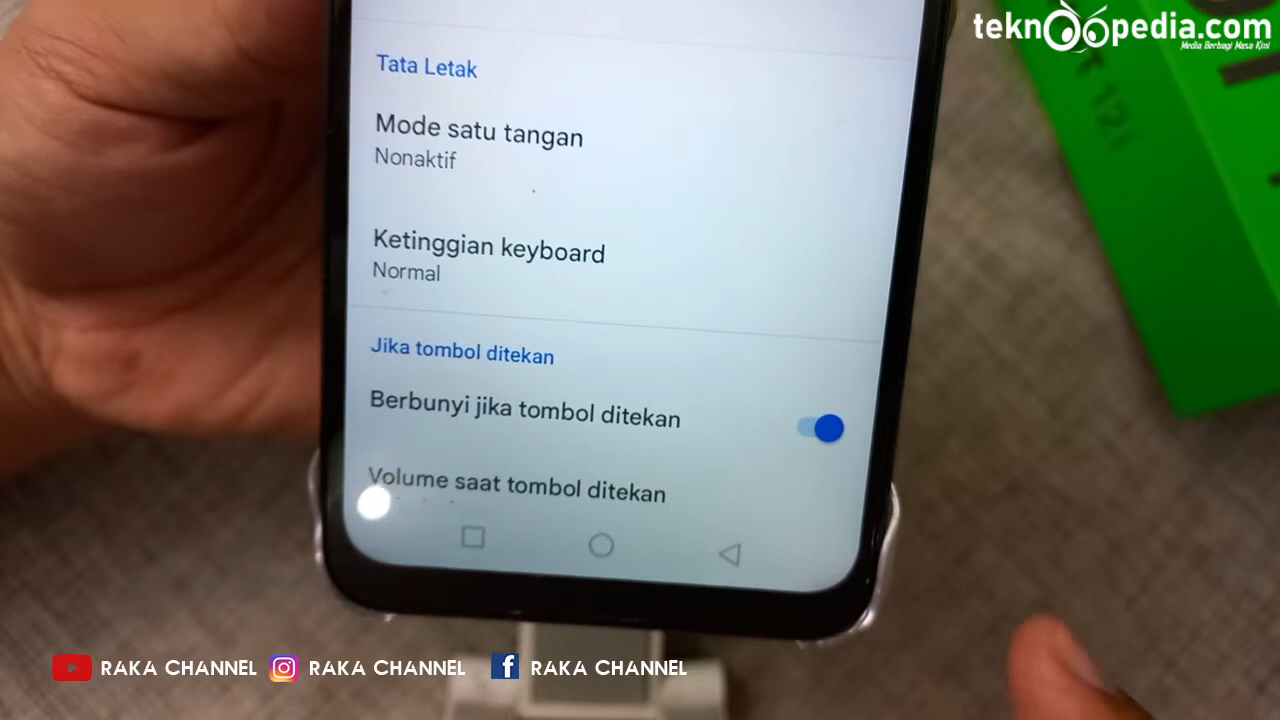 teknoopedia.com
Media Berbagi Masa Kini
Tata Letak
Mode satu tangan
Nonaktif
Ketinggian keyboard
Normal
Jika tombol ditekan
Berbunyi jika tombol ditekan
Volume saat tombol ditekan
T 12i
RAKA CHANNEL
RAKA CHANNEL
RAKA CHANNEL